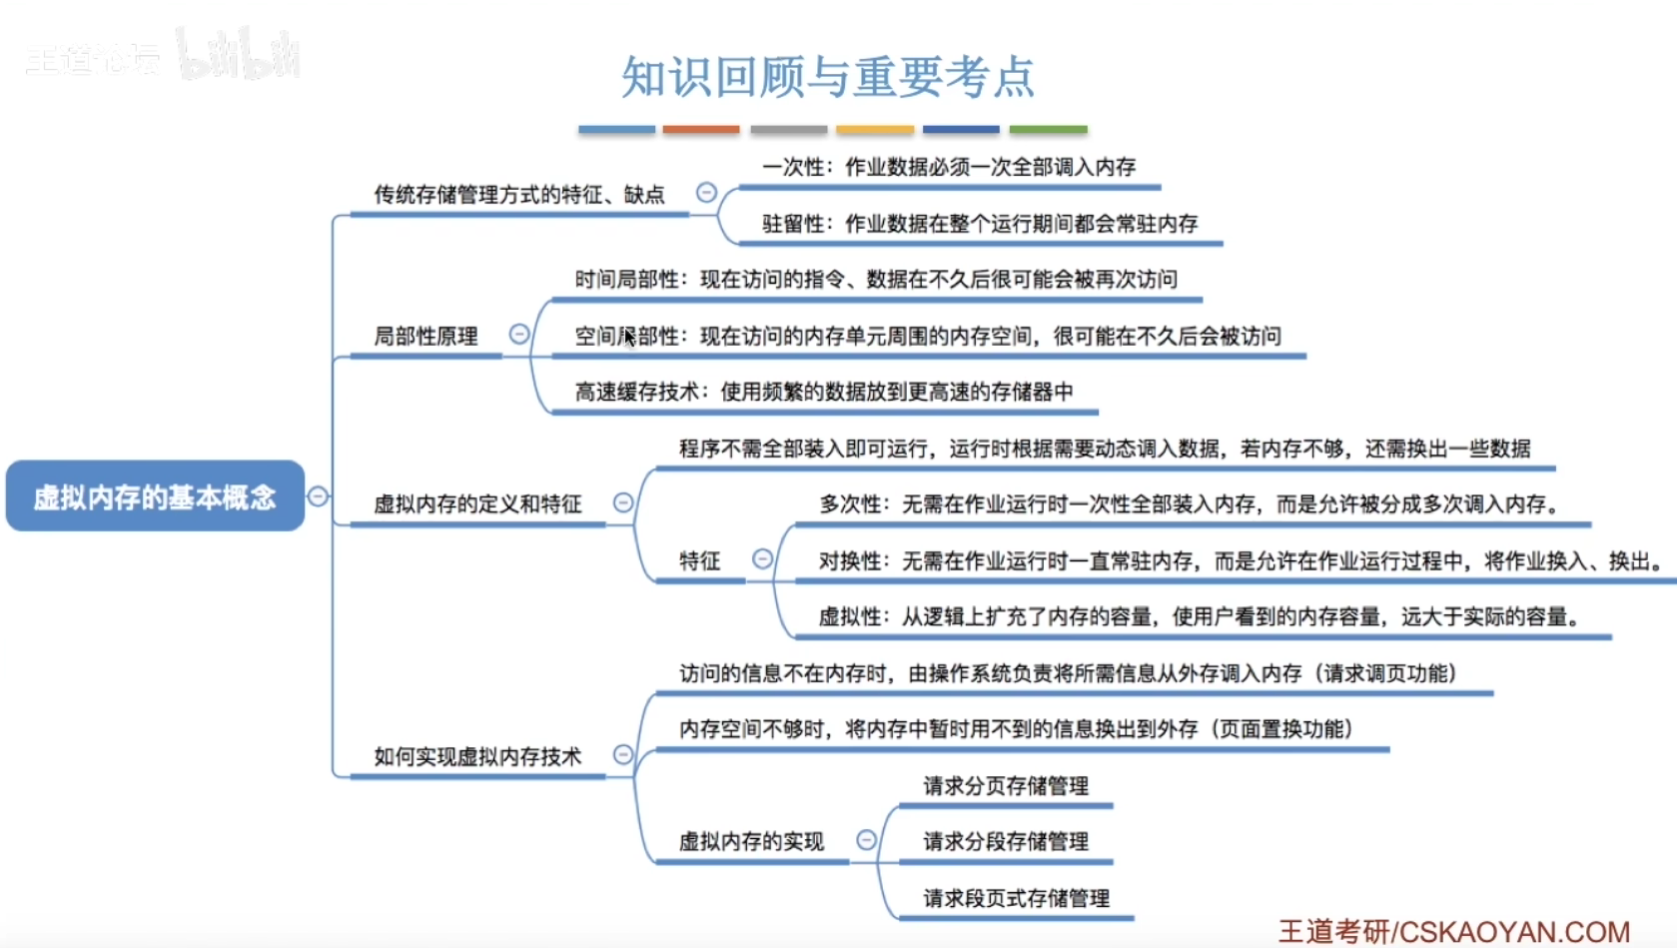 王道论坛 bilibili
知识回顾与重要考点
传统存储管理方式的特征、缺点
一次性：作业数据必须一次全部调入内存
驻留性：作业数据在整个运行期间都会常驻内存
局部性原理
时间局部性：现在访问的指令、数据在不久后很可能会被再次访问
空间局部性：现在访问的内存单元周围的内存空间，很可能在不久后会被访问
高速缓存技术：使用频繁的数据放到更高速的存储器中
虚拟内存的基本概念
虚拟内存的定义和特征
程序不需全部装入即可运行，运行时根据需要动态调入数据，若内存不够，还需换出一些数据
特征
多次性：无需在作业运行时一次性全部装入内存，而是允许被分成多次调入内存。
对换性：无需在作业运行时一直常驻内存，而是允许在作业运行过程中，将作业换入、换出。
虚拟性：从逻辑上扩充了内存的容量，使用户看到的内存容量，远大于实际的容量。
如何实现虚拟内存技术
访问的信息不在内存时，由操作系统负责将所需信息从外存调入内存（请求调页功能）
内存空间不够时，将内存中暂时用不到的信息换出到外存（页面置换功能）
虚拟内存的实现
请求分页存储管理
请求分段存储管理
请求段页式存储管理
王道考研/CSKAOYAN.COM